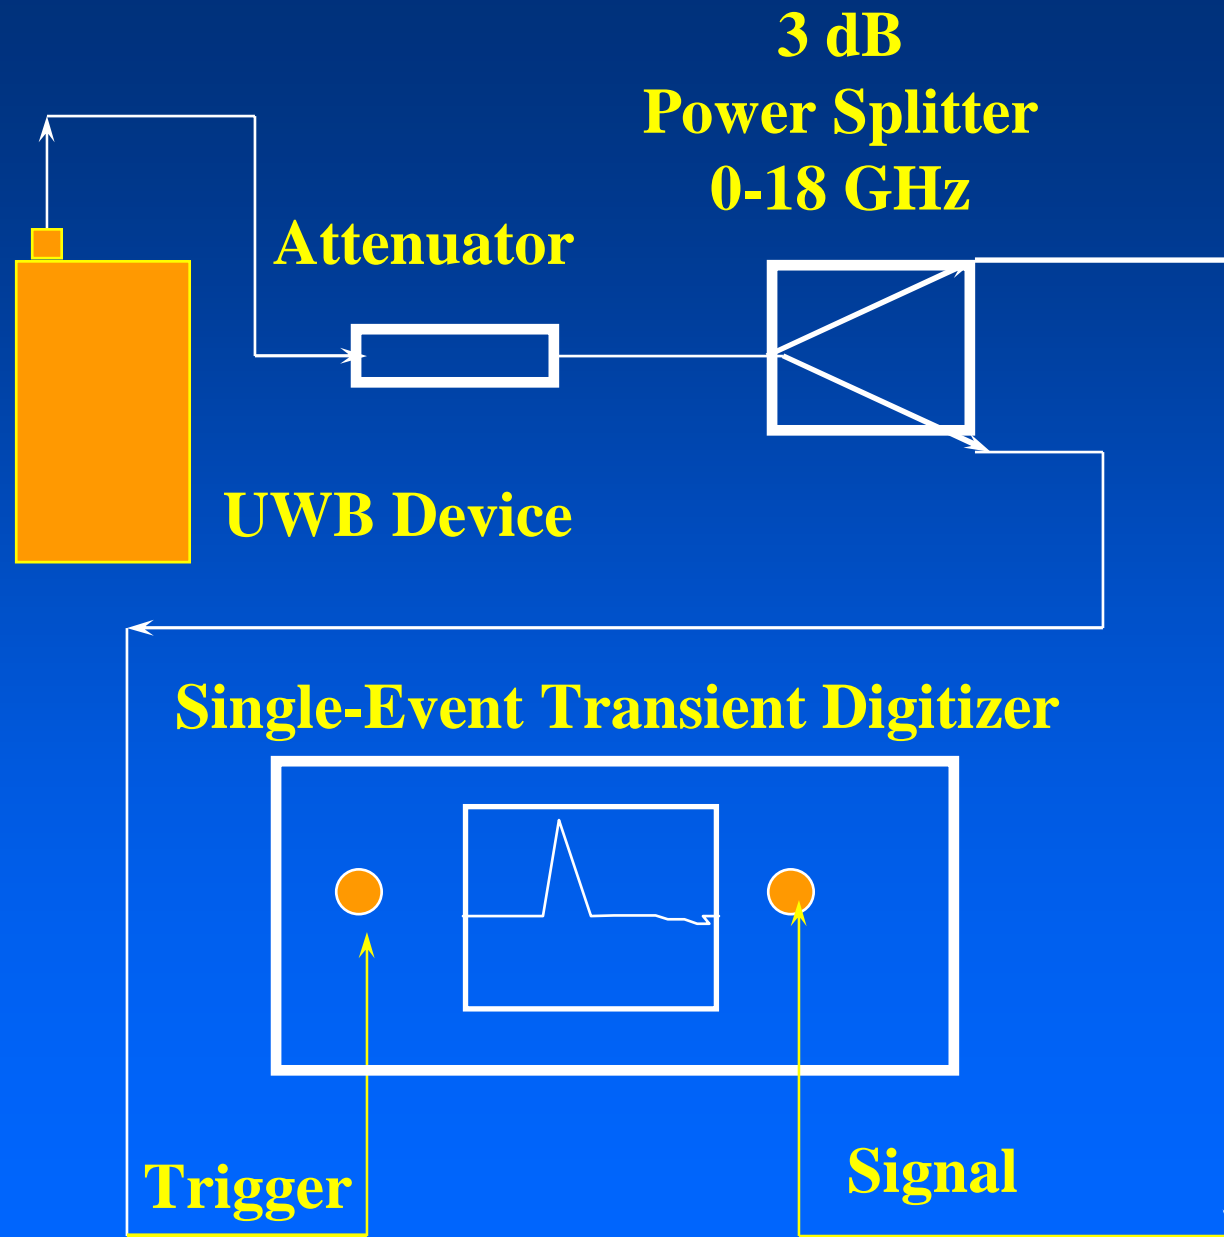 3 dB
Power Splitter
0-18 GHz
Attenuator
UWB Device
Single-Event Transient Digitizer
Trigger
Signal